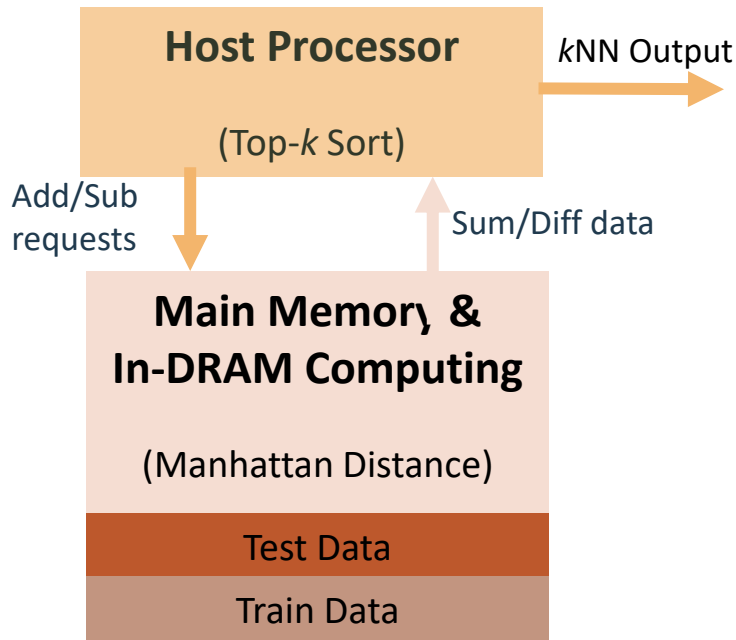 Host Processor
kNN Output
(Top-k Sort)
Add/Sub
requests
Sum/Diff data
Main Memory &
In-DRAM Computing
(Manhattan Distance)
Test Data
Train Data